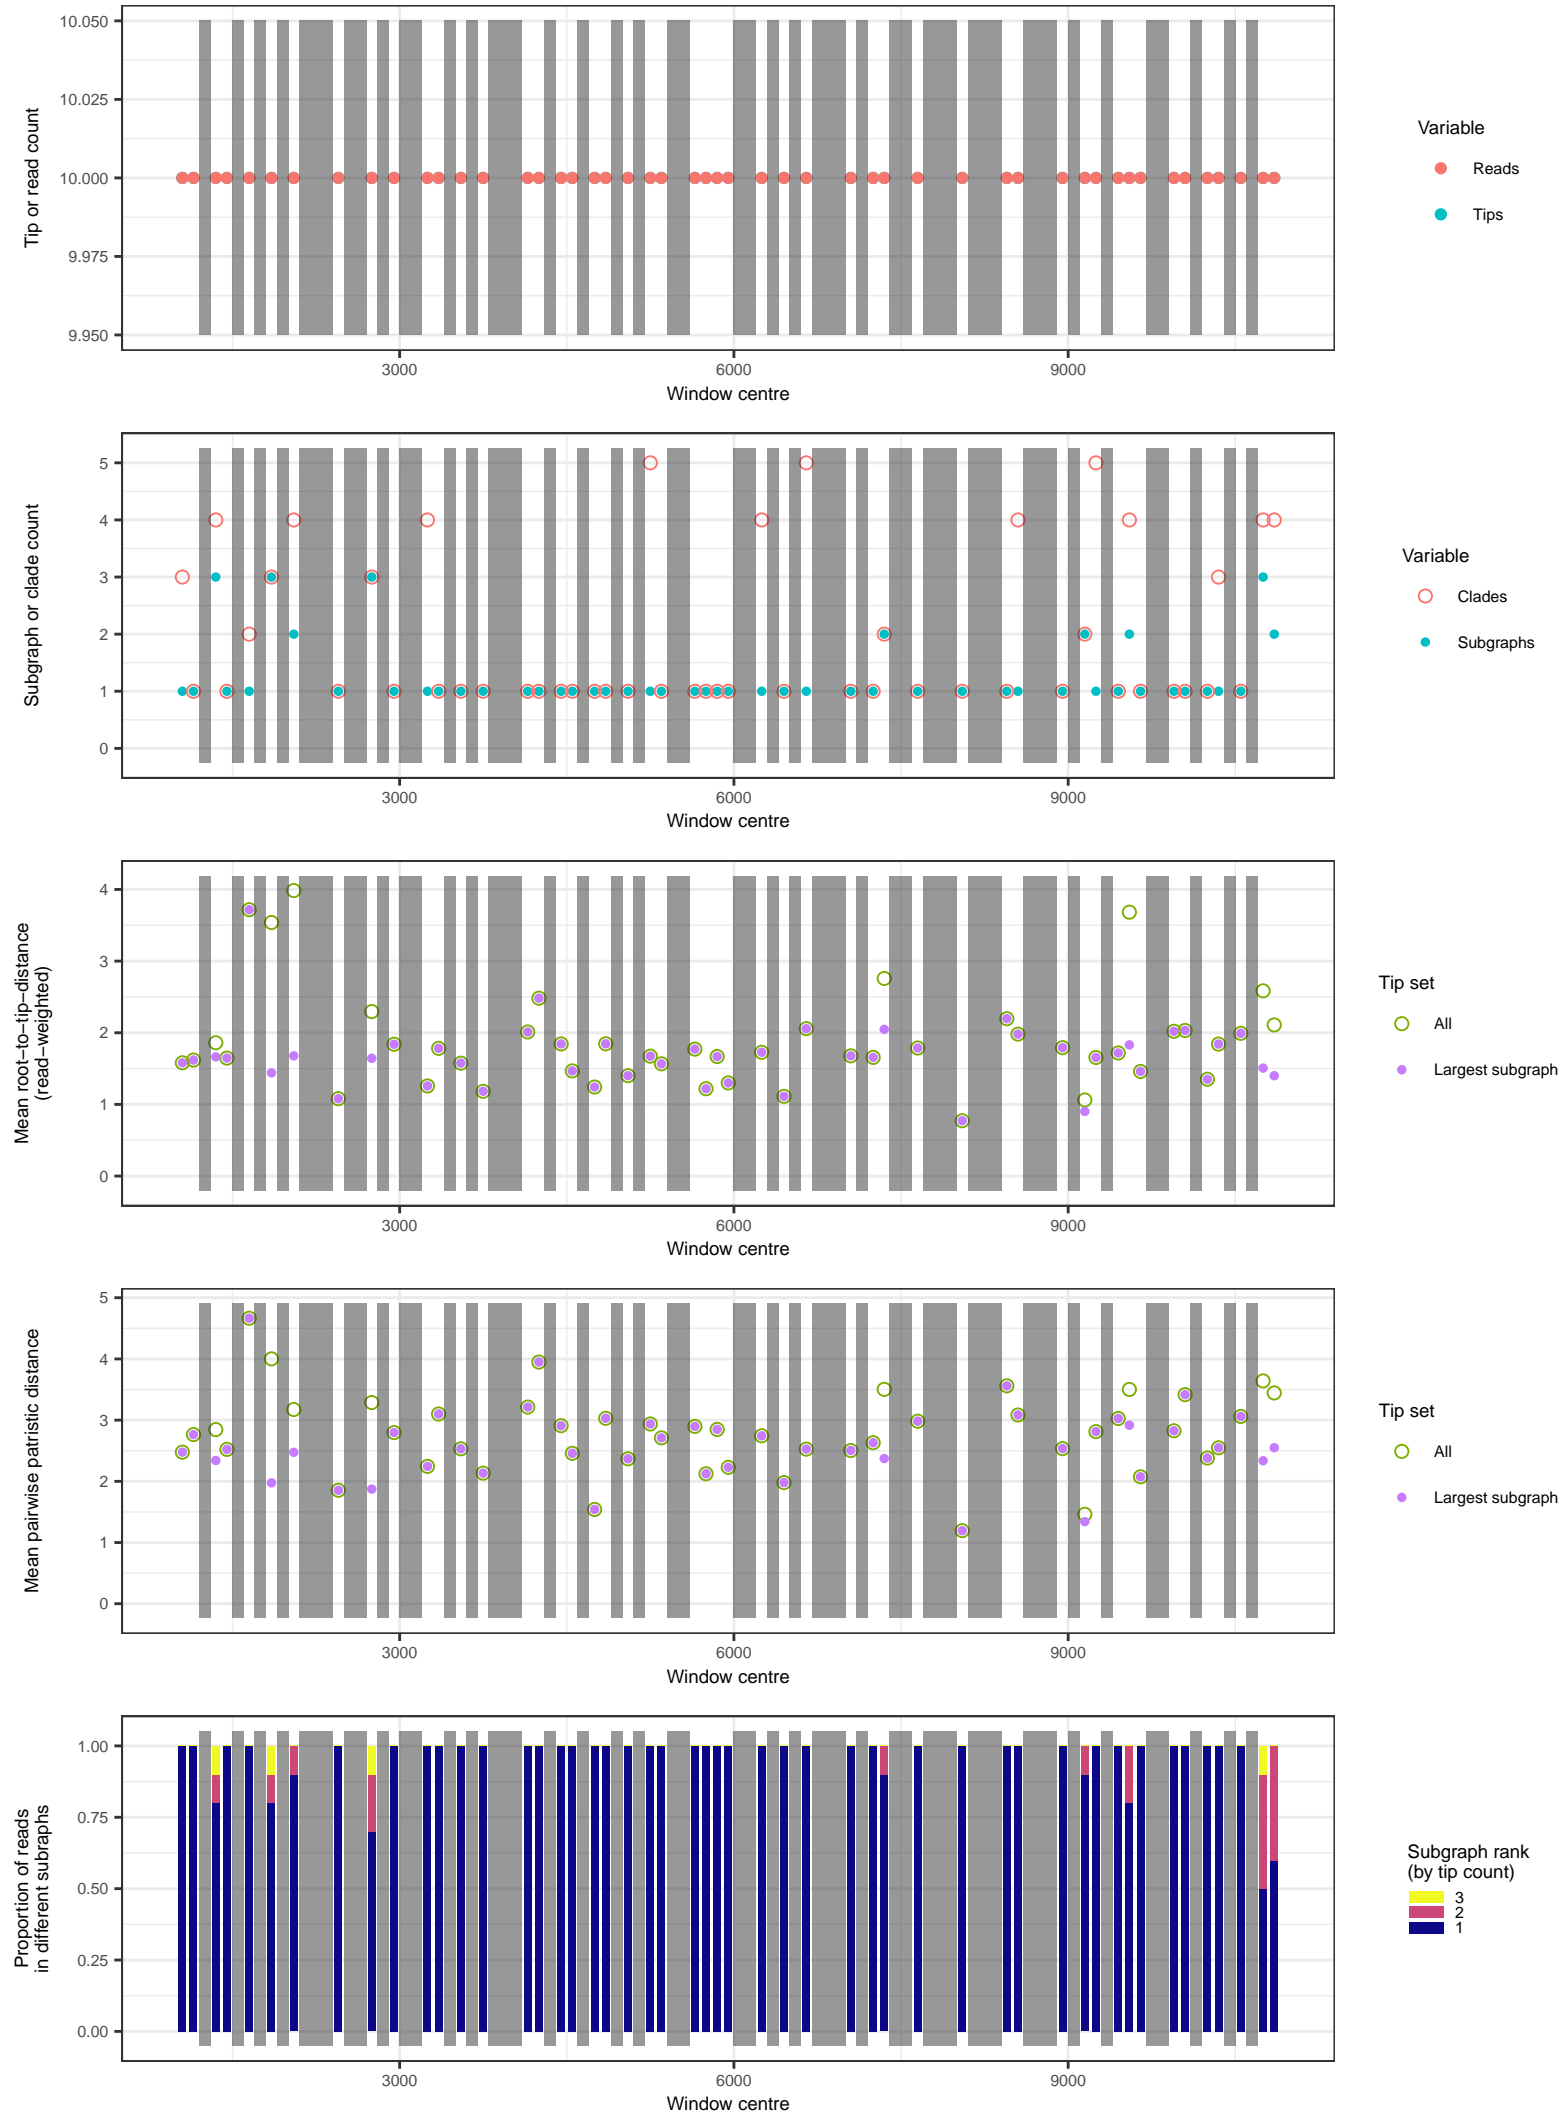 10.050
10.025
10.000
9.975
9.950
Tip or read count
3000
6000
9000
Window centre
Variable
Reads
Tips
5
4
3
2
1
0
Subgraph or clade count
3000
6000
9000
Window centre
Variable
Clades
Subgraphs
4
3
2
1
0
Mean root−to−tip−distance
(read−weighted)
3000
6000
9000
Window centre
Tip set
All
Largest subgraph
5
4
3
2
1
0
Mean pairwise patristic distance
3000
6000
9000
Window centre
Tip set
All
Largest subgraph
1.00
0.75
0.50
0.25
0.00
Proportion of reads
in different subraphs
3000
6000
9000
Window centre
Subgraph rank
(by tip count)
3
2
1